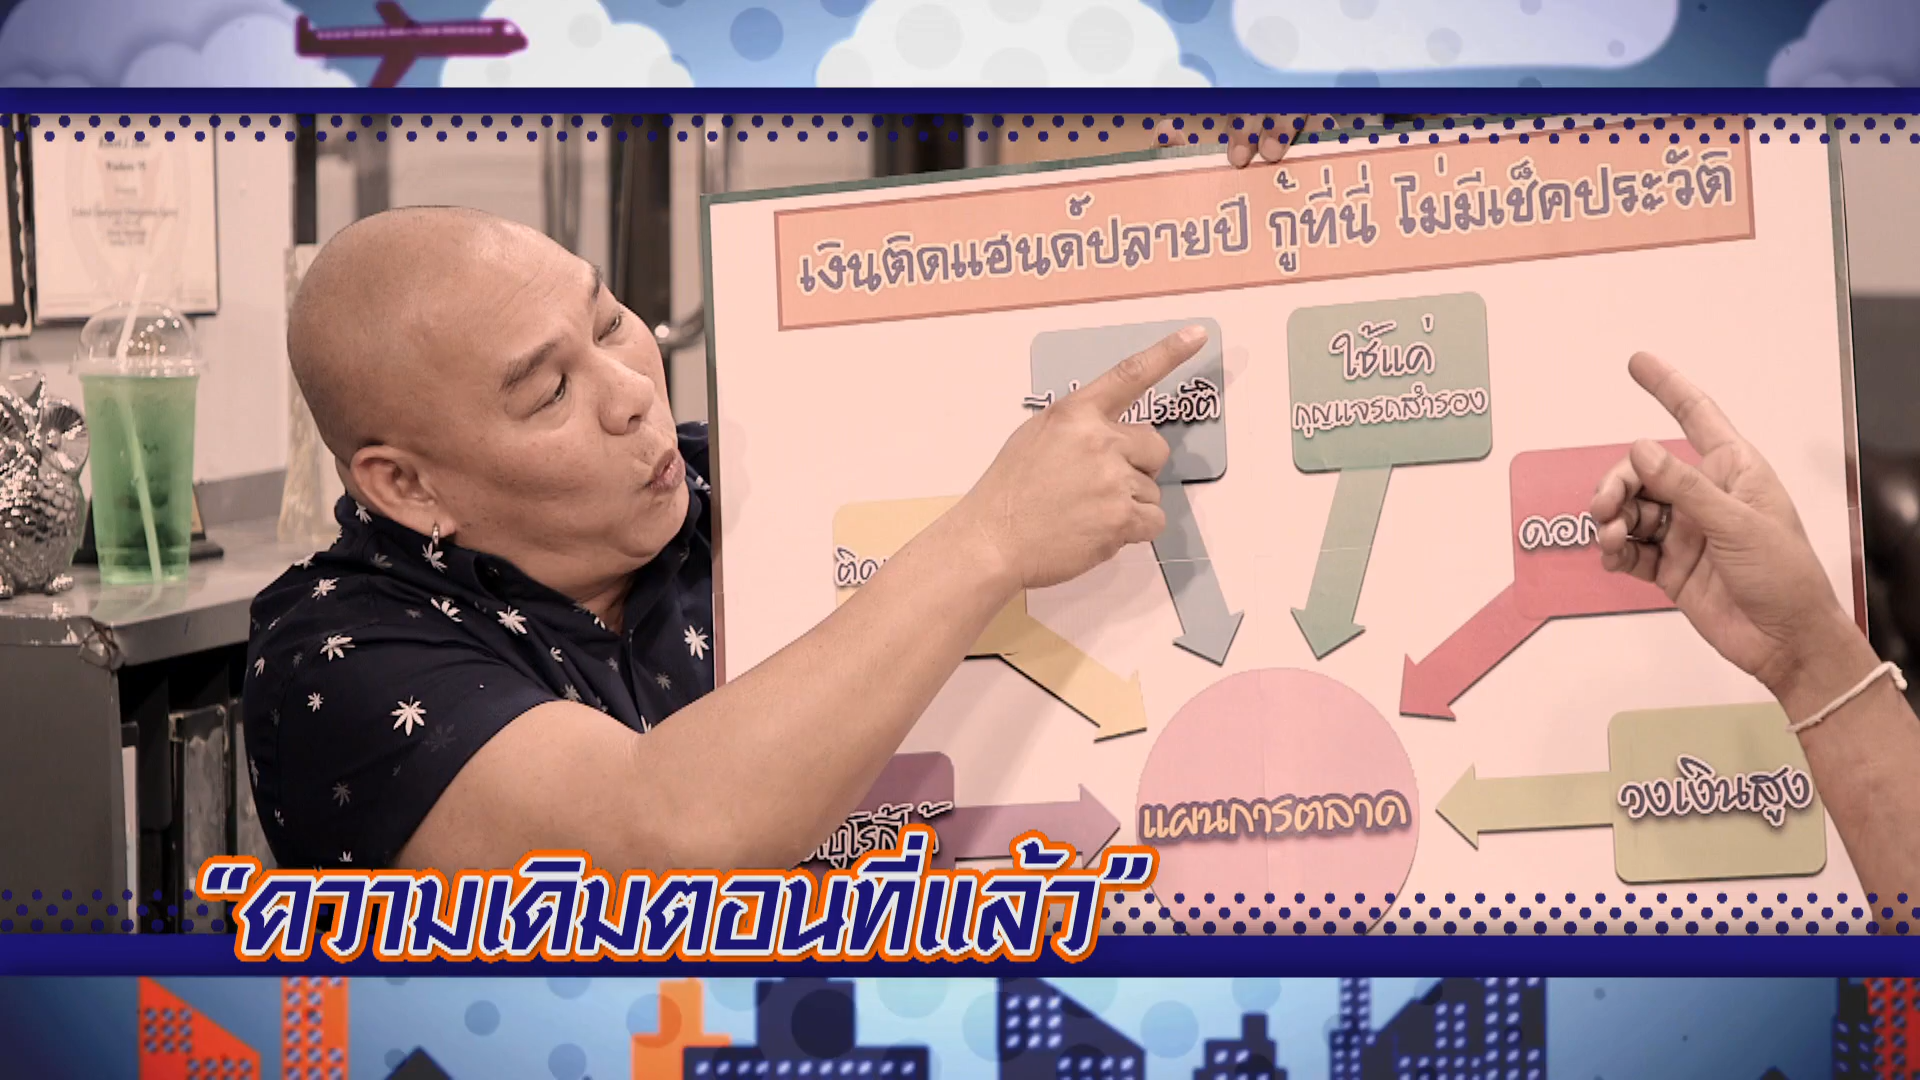 เงินติดแฮนด์ปลายปี กู้ที่นี่ ไม่มีเช็คประวัติ
ประวัติ
ใช้แค่
กุญแจรถสำรอง
วงเงินสูง
แผนการตลาด
“ความเดิมตอนที่แล้ว”